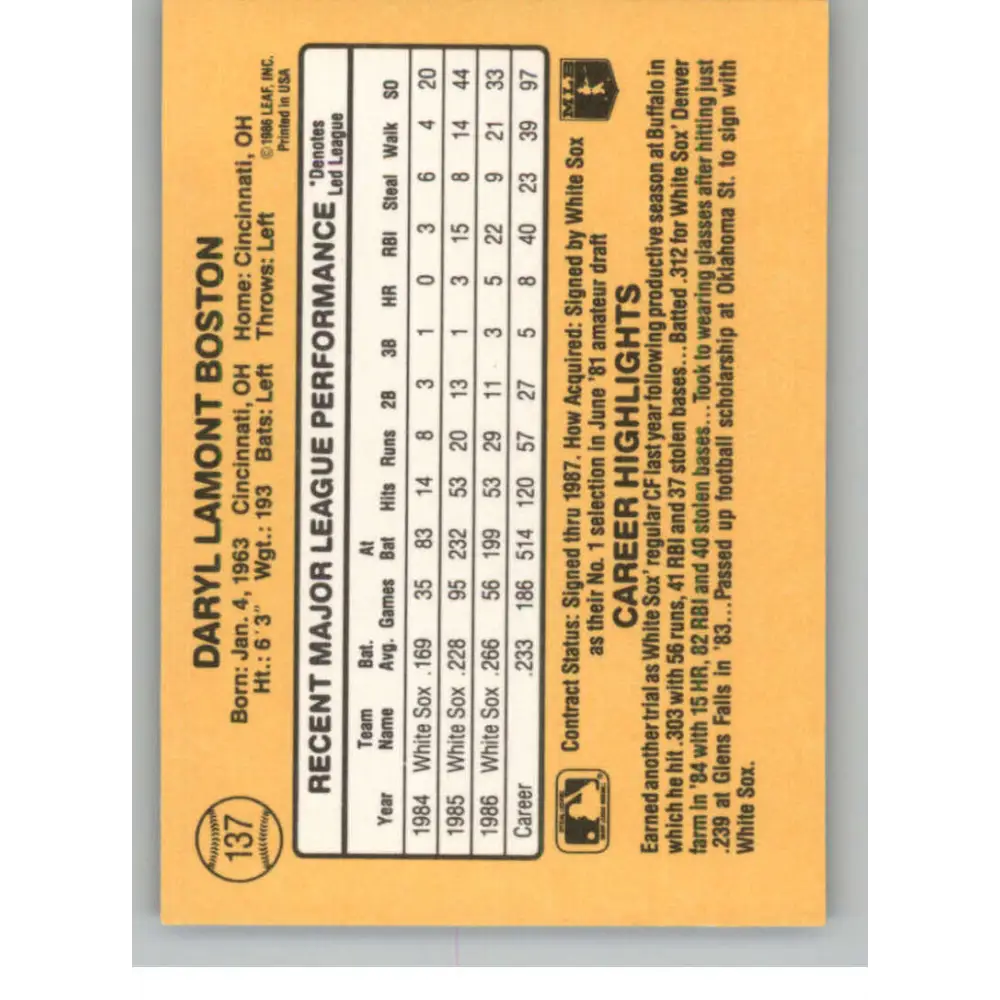 137
DARYL LAMONT BOSTON
Born: Jan. 4, 1963 Cincinnati, OH Home: Cincinnati, OH
Ht.: 6'3" Wgt.: 193 Bats: Left Throws: Left
© 1986 LEAF, INC.
Printed in USA
RECENT MAJOR LEAGUE PERFORMANCE *Denotes Led League
Year Team Name Bat. Avg. Games At Bat Hits Runs 2B 3B HR RBI Steal Walk SO
1984 White Sox .169 35 83 14 8 3 1 0 3 6 4 20
1985 White Sox .228 95 232 53 20 13 1 3 15 8 14 44
1986 White Sox .266 56 199 53 29 11 3 5 22 9 21 33
Career .233 186 514 120 57 27 5 8 40 23 39 97
Contract Status: Signed thru 1987. How Acquired: Signed by White Sox
as their No. 1 selection in June '81 amateur draft
MLB
CAREER HIGHLIGHTS
Earned another trial as White Sox' regular CF last year following productive season at Buffalo in
which he hit .303 with 56 runs, 41 RBI and 37 stolen bases...Batted .312 for White Sox' Denver
farm in '84 with 15 HR, 82 RBI and 40 stolen bases...Took to wearing glasses after hitting just
.239 at Glens Falls in '83...Passed up football scholarship at Oklahoma St. to sign with
White Sox.